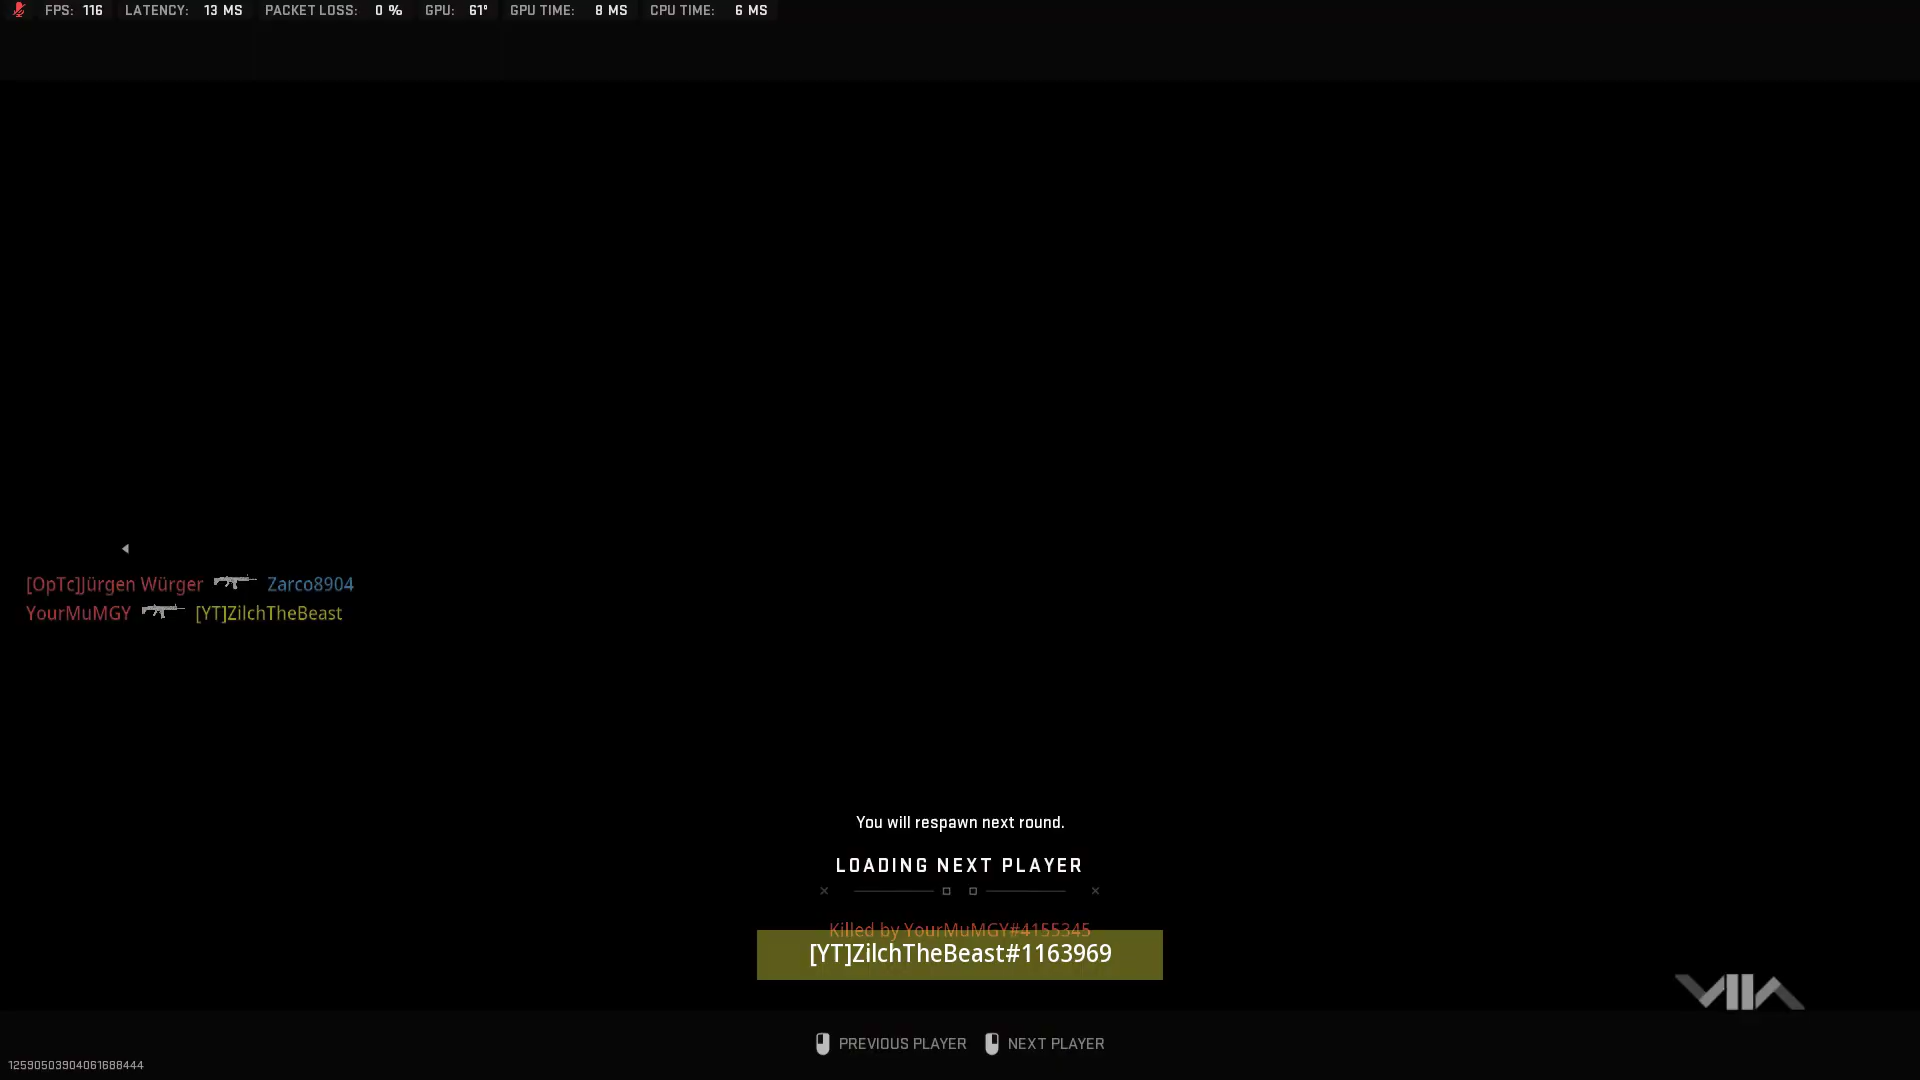 FPS: 116 LATENCY: 13 MS PACKET LOSS: 0 % GPU: 61° GPU TIME: 8 MS CPU TIME: 6 MS
[OpTc]Jürgen Würger Zarco8904
YourMuMGY [YT]ZilchTheBeast
You will respawn next round.
LOADING NEXT PLAYER
Killed by YourMuMGY#4155345
[YT]ZilchTheBeast#1163969
PREVIOUS PLAYER NEXT PLAYER
12590503904061688444